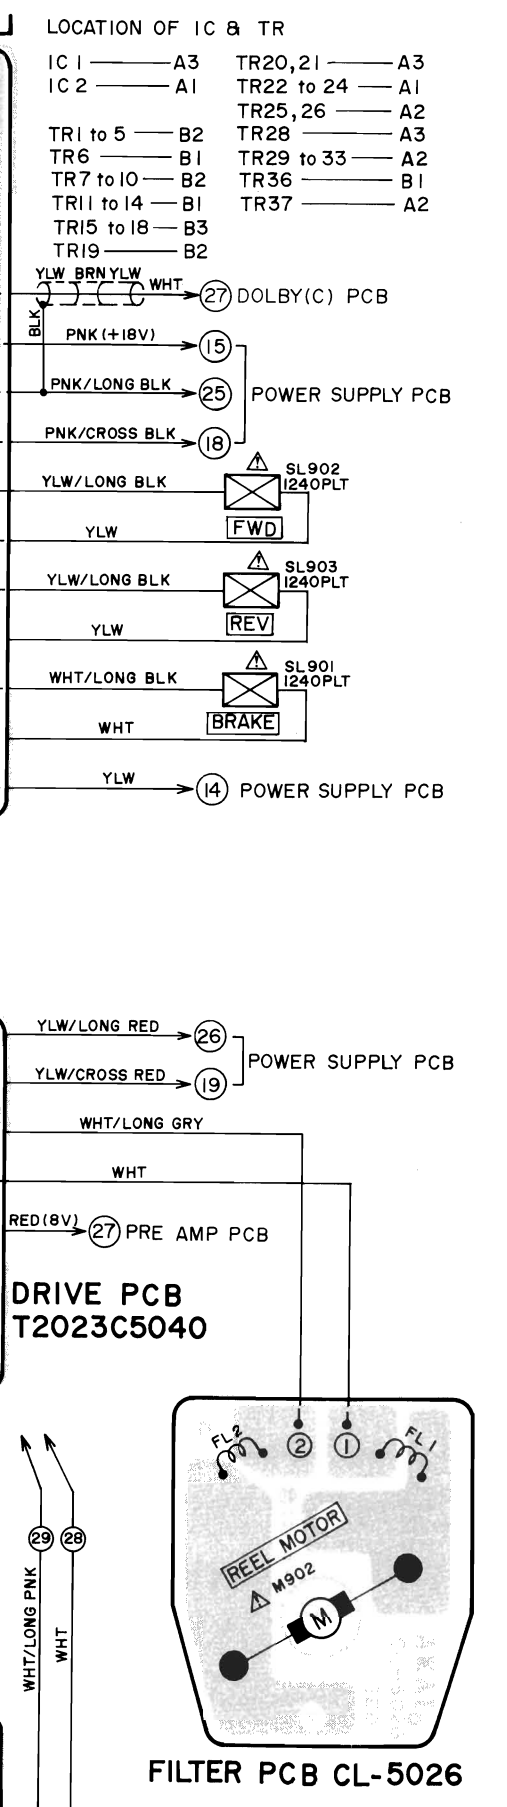 LOCATION OF IC & TR
IC 1 A3
IC 2 A1
TR1 to 5 B2
TR6 B1
TR7 to 10 B2
TR11 to 14 B1
TR15 to 18 B3
TR19 B2
TR20, 21 A3
TR22 to 24 A1
TR25, 26 A2
TR28 A3
TR29 to 33 A2
TR36 B1
TR37 A2
YLW BRN YLW
WHT
27 DOLBY(C) PCB
BLK
PNK(+18V)
15
PNK/LONG BLK
25
POWER SUPPLY PCB
PNK/CROSS BLK
18
YLW/LONG BLK
SL902
1240PLT
FWD
YLW
YLW/LONG BLK
SL903
1240PLT
REV
YLW
WHT/LONG BLK
SL901
1240PLT
BRAKE
WHT
YLW
14 POWER SUPPLY PCB
YLW/LONG RED
26
POWER SUPPLY PCB
YLW/CROSS RED
19
WHT/LONG GRY
WHT
RED(8V)
27 PRE AMP PCB
DRIVE PCB
T2023C5040
FL2
2
1
FL1
29
28
WHT/LONG PNK
WHT
REEL MOTOR
M902
M
FILTER PCB CL-5026